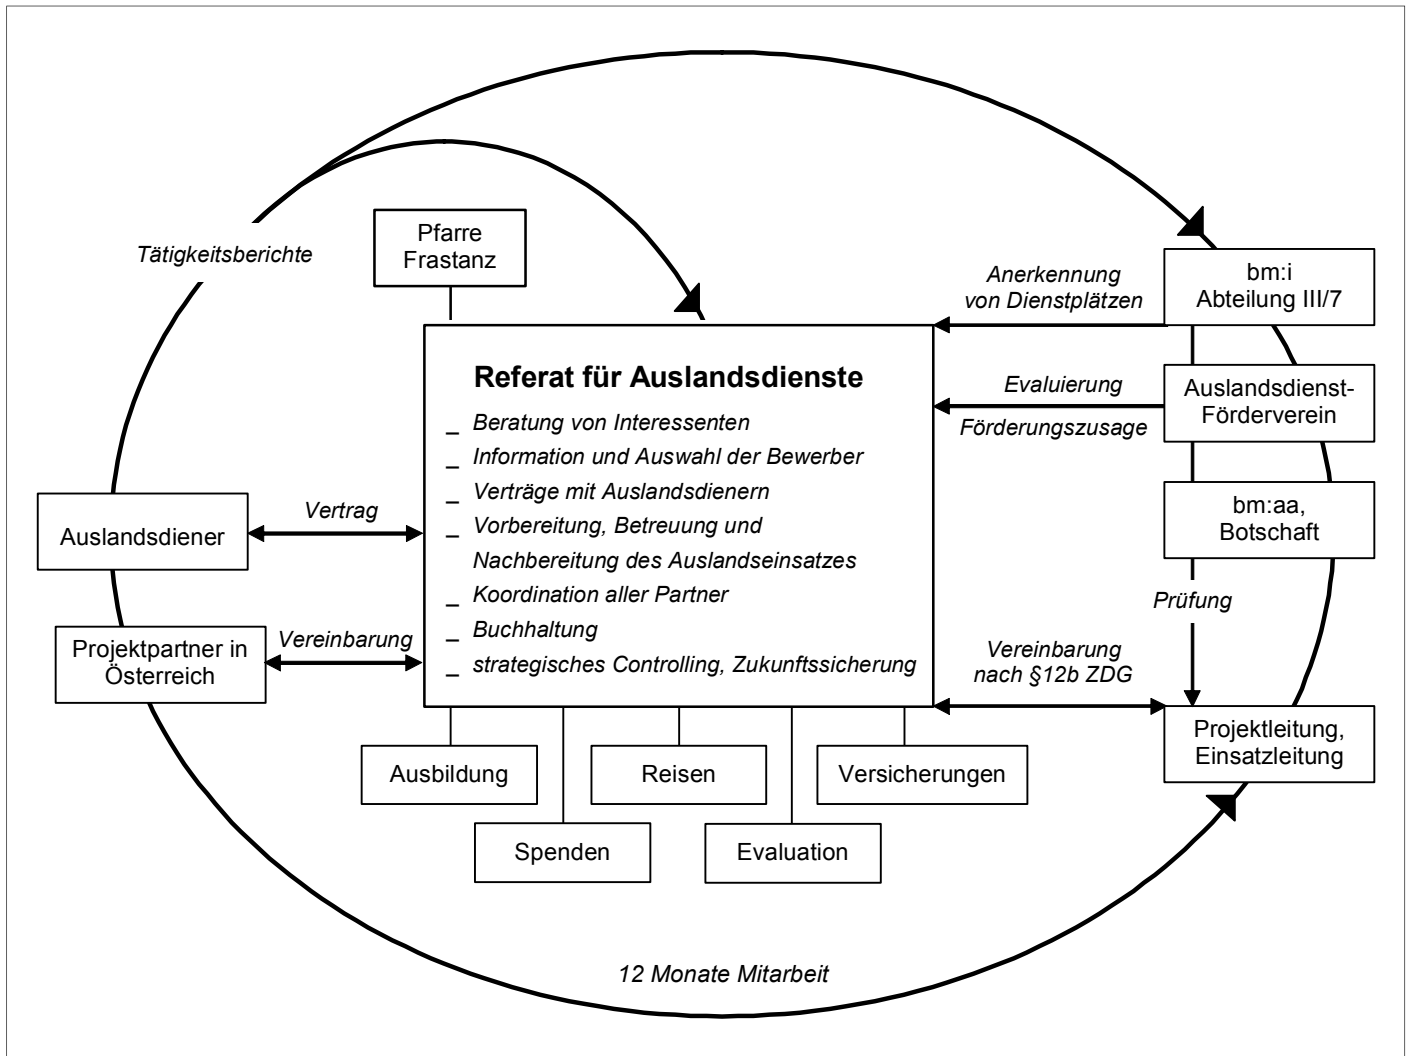 Tätigkeitsberichte
Pfarre
Frastanz
Anerkennung
von Dienstplätzen
bm:i
Abteilung III/7
Referat für Auslandsdienste
_ Beratung von Interessenten
_ Information und Auswahl der Bewerber
_ Verträge mit Auslandsdienern
_ Vorbereitung, Betreuung und
Nachbereitung des Auslandseinsatzes
_ Koordination aller Partner
_ Buchhaltung
_ strategisches Controlling, Zukunftssicherung
Evaluierung
Förderungszusage
Auslandsdienst-
Förderverein
bm:aa,
Botschaft
Auslandsdiener
Vertrag
Prüfung
Projektpartner in
Österreich
Vereinbarung
Vereinbarung
nach §12b ZDG
Projektleitung,
Einsatzleitung
Ausbildung
Reisen
Versicherungen
Spenden
Evaluation
12 Monate Mitarbeit